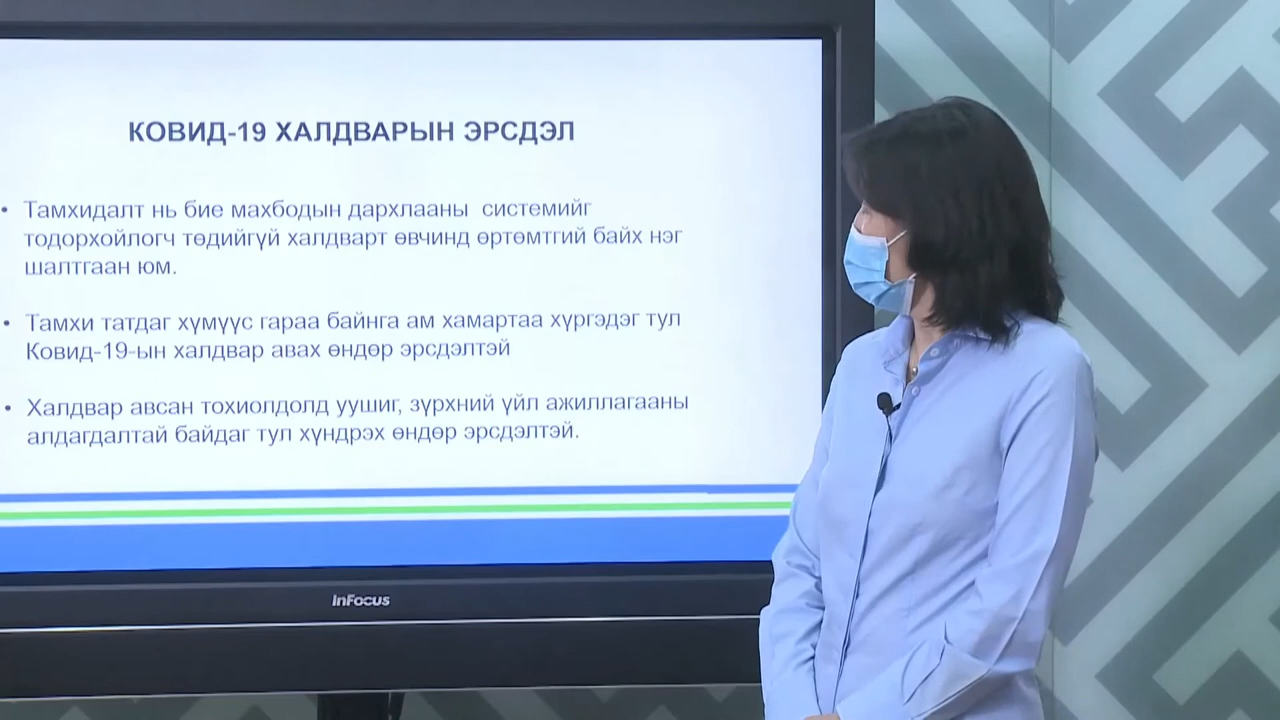 КОВИД-19 ХАЛДВАРЫН ЭРСДЭЛ
• Тамхидалт нь бие махбодын дархлааны системийг
тодорхойлогч төдийгүй халдварт өвчинд өртөмтгий байх нэг
шалтгаан юм.
• Тамхи татдаг хүмүүс гараа байнга ам хамартаа хүргэдэг тул
Ковид-19-ын халдвар авах өндөр эрсдэлтэй
• Халдвар авсан тохиолдолд уушиг, зүрхний үйл ажиллагааны
алдагдалтай байдаг тул хүндрэх өндөр эрсдэлтэй.
InFocus